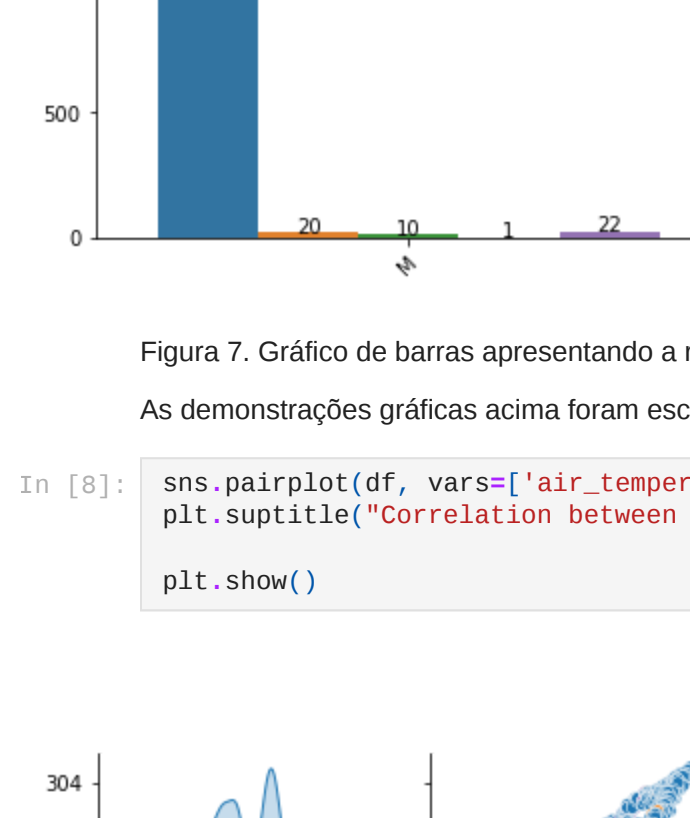 500
20 10 1 22
0
M
Figura 7. Gráfico de barras apresentando a
As demonstrações gráficas acima foram
In [8]: sns.pairplot(df, vars=['air_temper
plt.suptitle("Correlation between
plt.show()
304